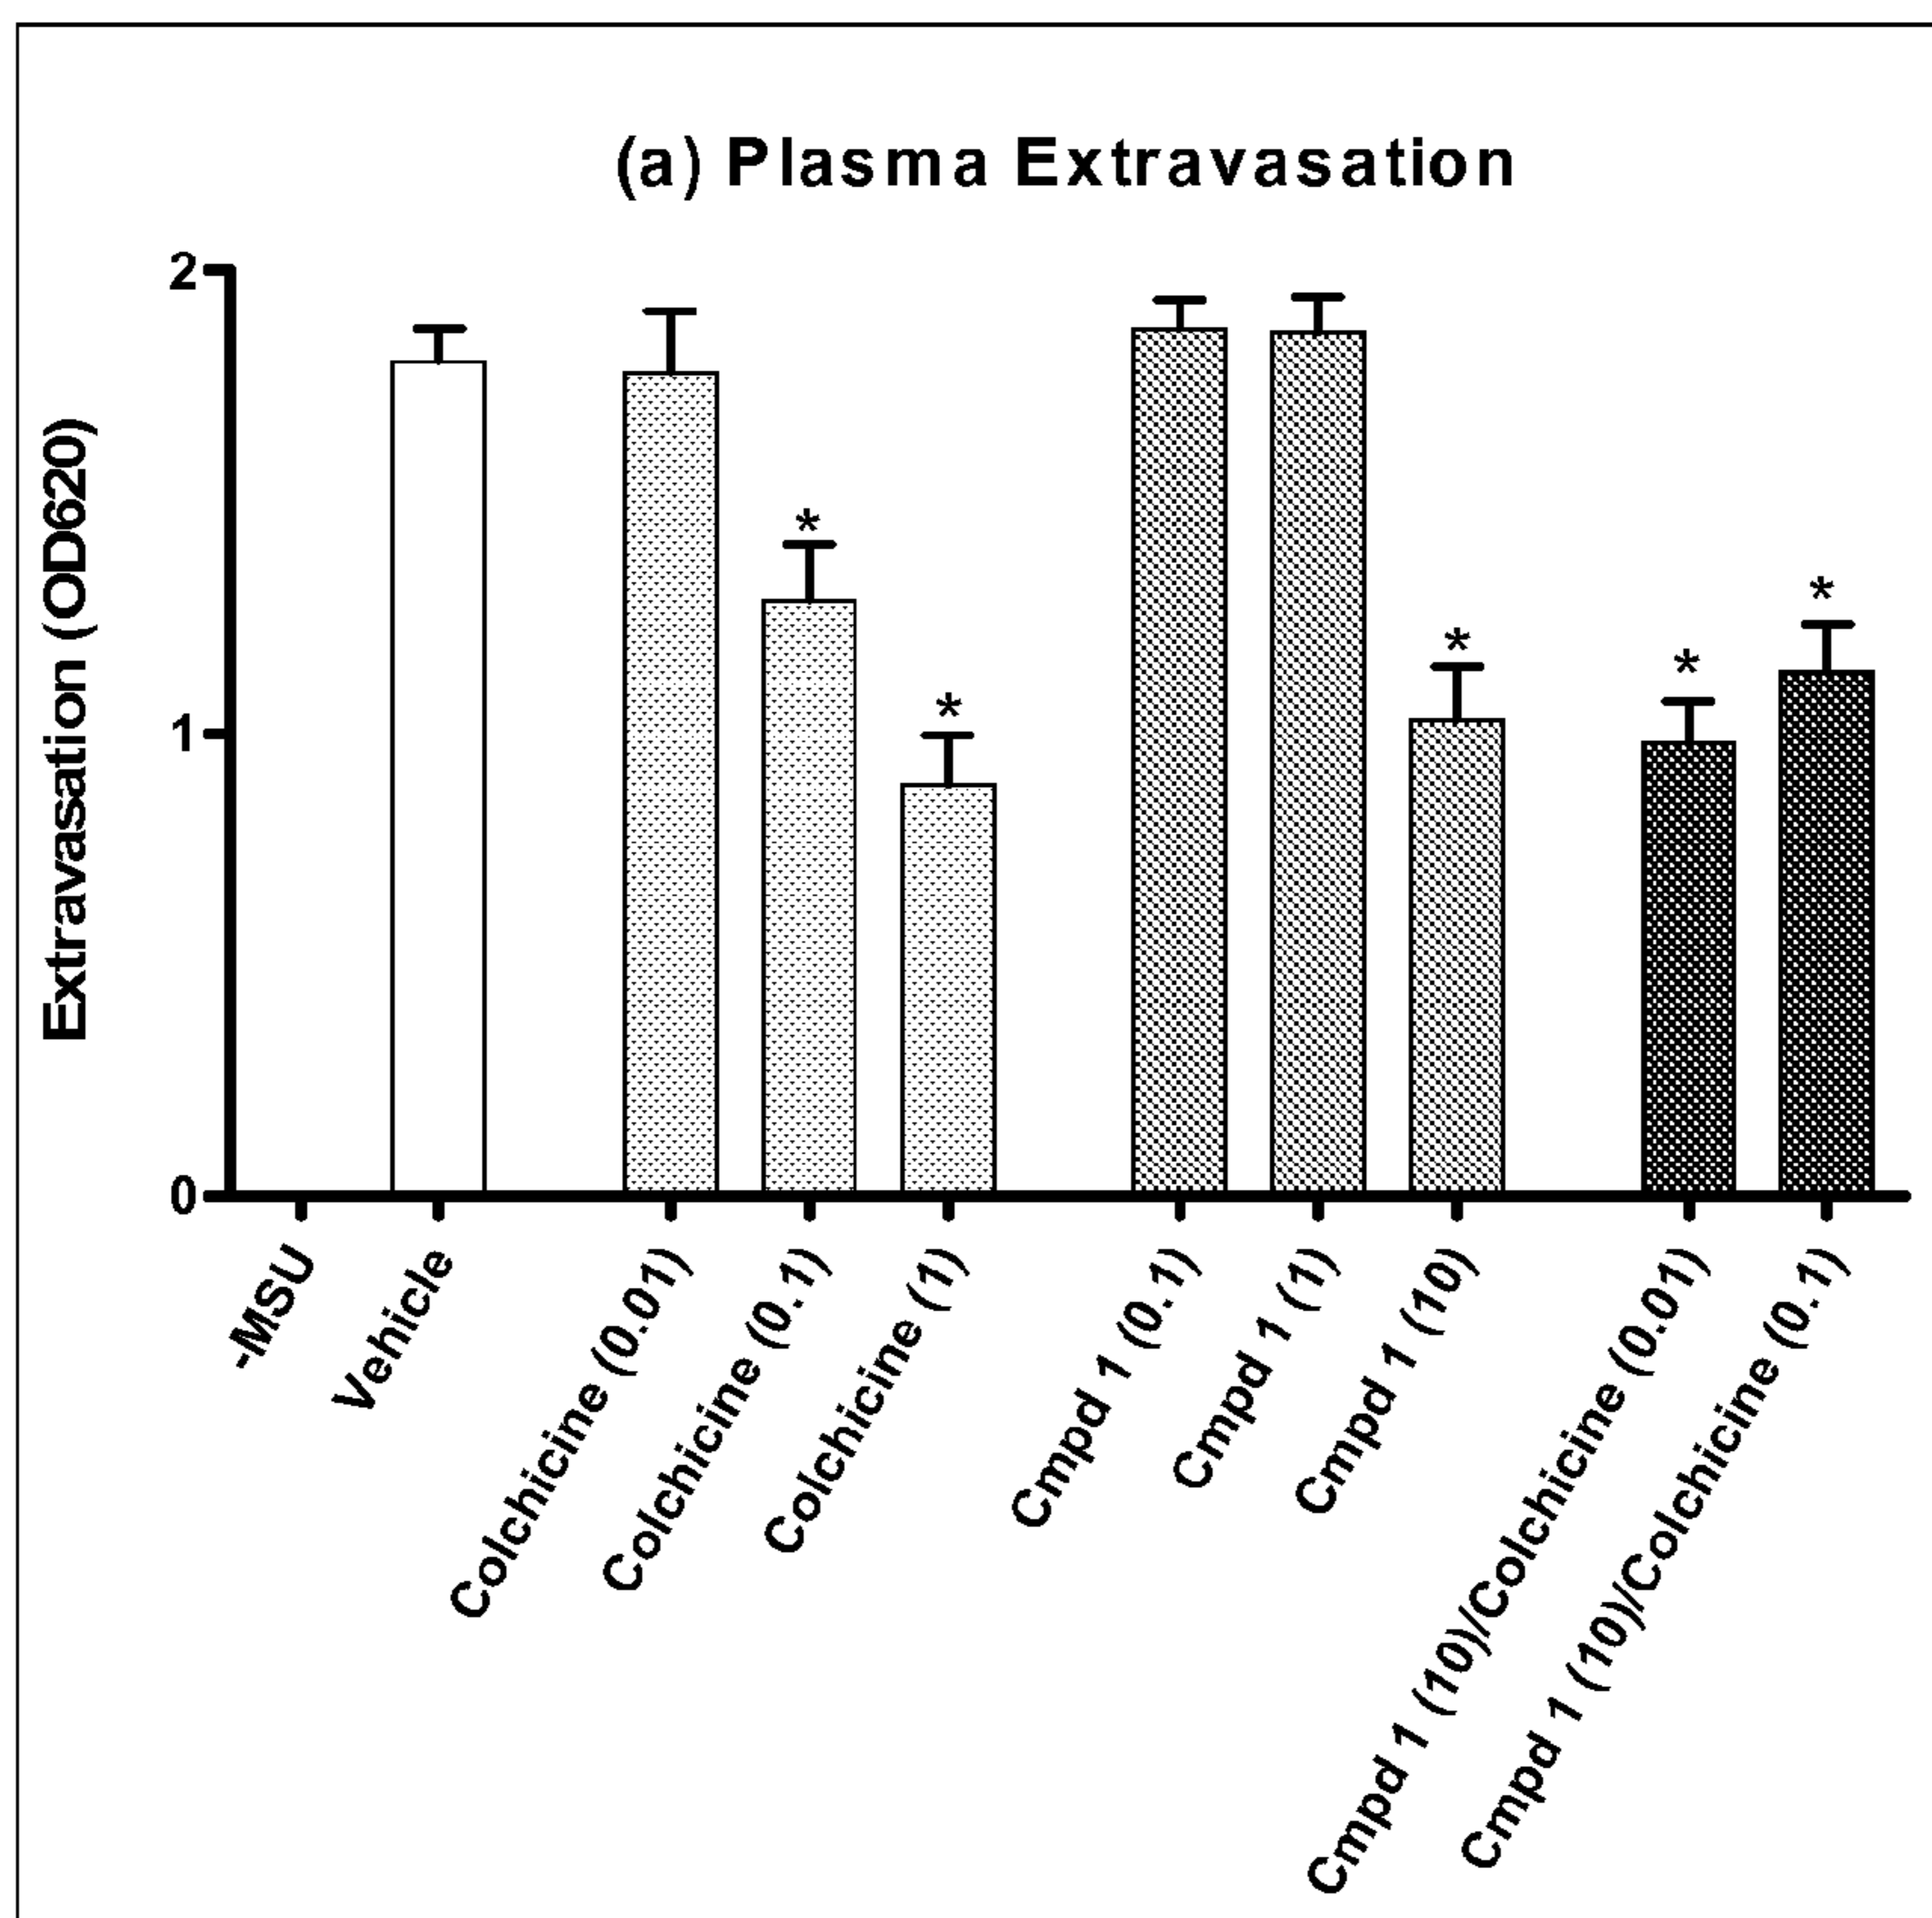 (a) Plasma Extravasation
Extravasation (OD620)
2
1
0
*
*
*
*
*
-MSU
Vehicle
Colchicine (0.01)
Colchicine (0.1)
Colchicine (1)
Cmpd 1 (0.1)
Cmpd 1 (1)
Cmpd 1 (10)
Cmpd 1 (10)/Colchicine (0.01)
Cmpd 1 (10)/Colchicine (0.1)